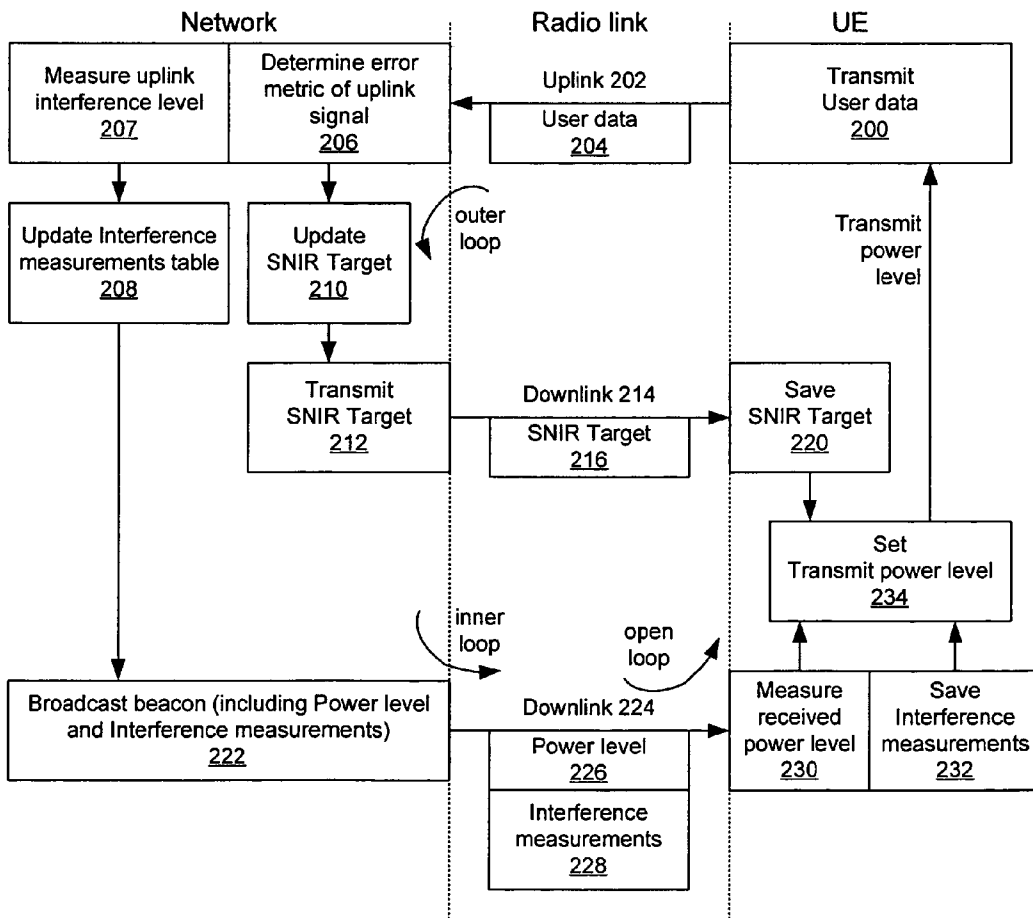 Network
Radio link
UE
Measure uplink
interference level
207
Determine error
metric of uplink
signal
206
Uplink 202
User data
204
Transmit
User data
200
Update Interference
measurements table
208
Update
SNIR Target
210
outer
loop
Transmit
power
level
Transmit
SNIR Target
212
Downlink 214
SNIR Target
216
Save
SNIR Target
220
Set
Transmit power level
234
inner
loop
open
loop
Broadcast beacon (including Power level
and Interference measurements)
222
Downlink 224
Power level
226
Interference
measurements
228
Measure
received
power level
230
Save
Interference
measurements
232